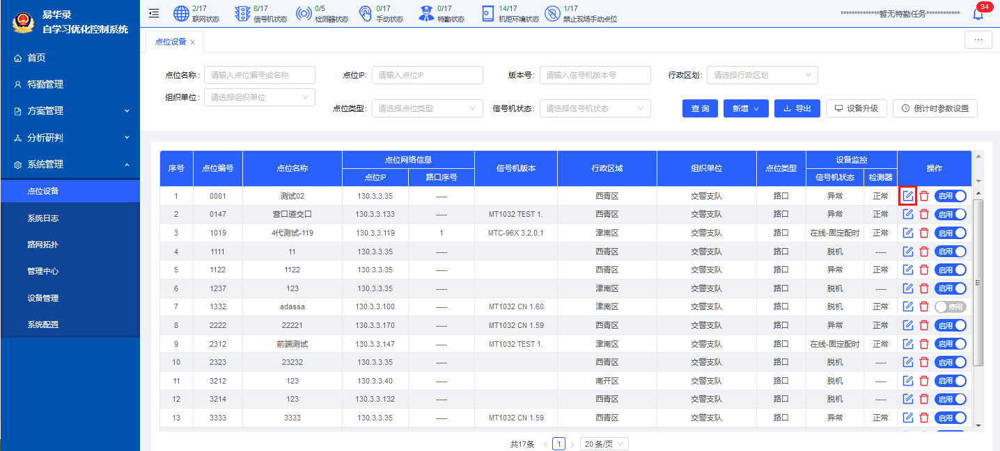 易华录
自学习优化控制系统
2/17 联网状态 8/17 信号机状态 0/5 检测器状态 0/17 手动状态 0/17 特勤状态 14/17 机柜环境状态 1/17 禁止现场手动点位
**************暂无特勤任务************ 34
首页
特勤管理
方案管理
分析研判
系统管理
点位设备
系统日志
路网拓扑
管理中心
设备管理
系统配置
点位设备 ×
···
点位名称: 请输入点位编号或名称 点位IP: 请输入点位IP 版本号: 请输入信号机版本号 行政区划: 请选择行政区划
组织单位: 请选择组织单位 点位类型: 请选择点位类型 信号机状态: 请选择信号机状态 查询 新增 导出 设备升级 倒计时参数设置
序号 点位编号 点位名称 点位网络信息 信号机版本 行政区域 组织单位 点位类型 设备监控 操作
点位IP 路口序号 信号机状态 检测器
1 0001 测试02 130.3.3.35 ---- 西青区 交警支队 路口 异常 正常 启用
2 0147 营口道交口 130.3.3.133 ---- MT1032 TEST 1. 西青区 交警支队 路口 异常 正常 启用
3 1019 4代测试-119 130.3.3.119 1 MTC-96X 3.2.0.1 津南区 交警支队 路口 在线-固定配时 正常 启用
4 1111 11 130.3.3.35 ---- 西青区 交警支队 路口 脱机 ---- 启用
5 1122 1122 130.3.3.35 ---- 西青区 交警支队 路口 异常 正常 启用
6 1237 123 130.3.3.35 ---- 津南区 交警支队 路口 脱机 ---- 启用
7 1332 adassa 130.3.3.100 ---- MT1032 CN 1.60 津南区 交警支队 路口 脱机 正常 停用
8 2222 22221 130.3.3.170 ---- MT1032 CN 1.59 西青区 交警支队 路口 异常 正常 启用
9 2312 前端测试 130.3.3.147 ---- MT1032 TEST 1. 津南区 交警支队 路口 在线-固定配时 正常 启用
10 2323 23232 130.3.3.35 ---- 西青区 交警支队 路口 脱机 ---- 启用
11 3212 123 130.3.3.40 ---- 南开区 交警支队 路口 脱机 ---- 启用
12 3214 123 130.3.3.132 ---- 西青区 交警支队 路口 脱机 ---- 启用
13 3333 3333 130.3.3.35 ---- MT1032 CN 1.59 西青区 交警支队 路口 异常 正常 启用
共17条 < 1 > 20 条/页